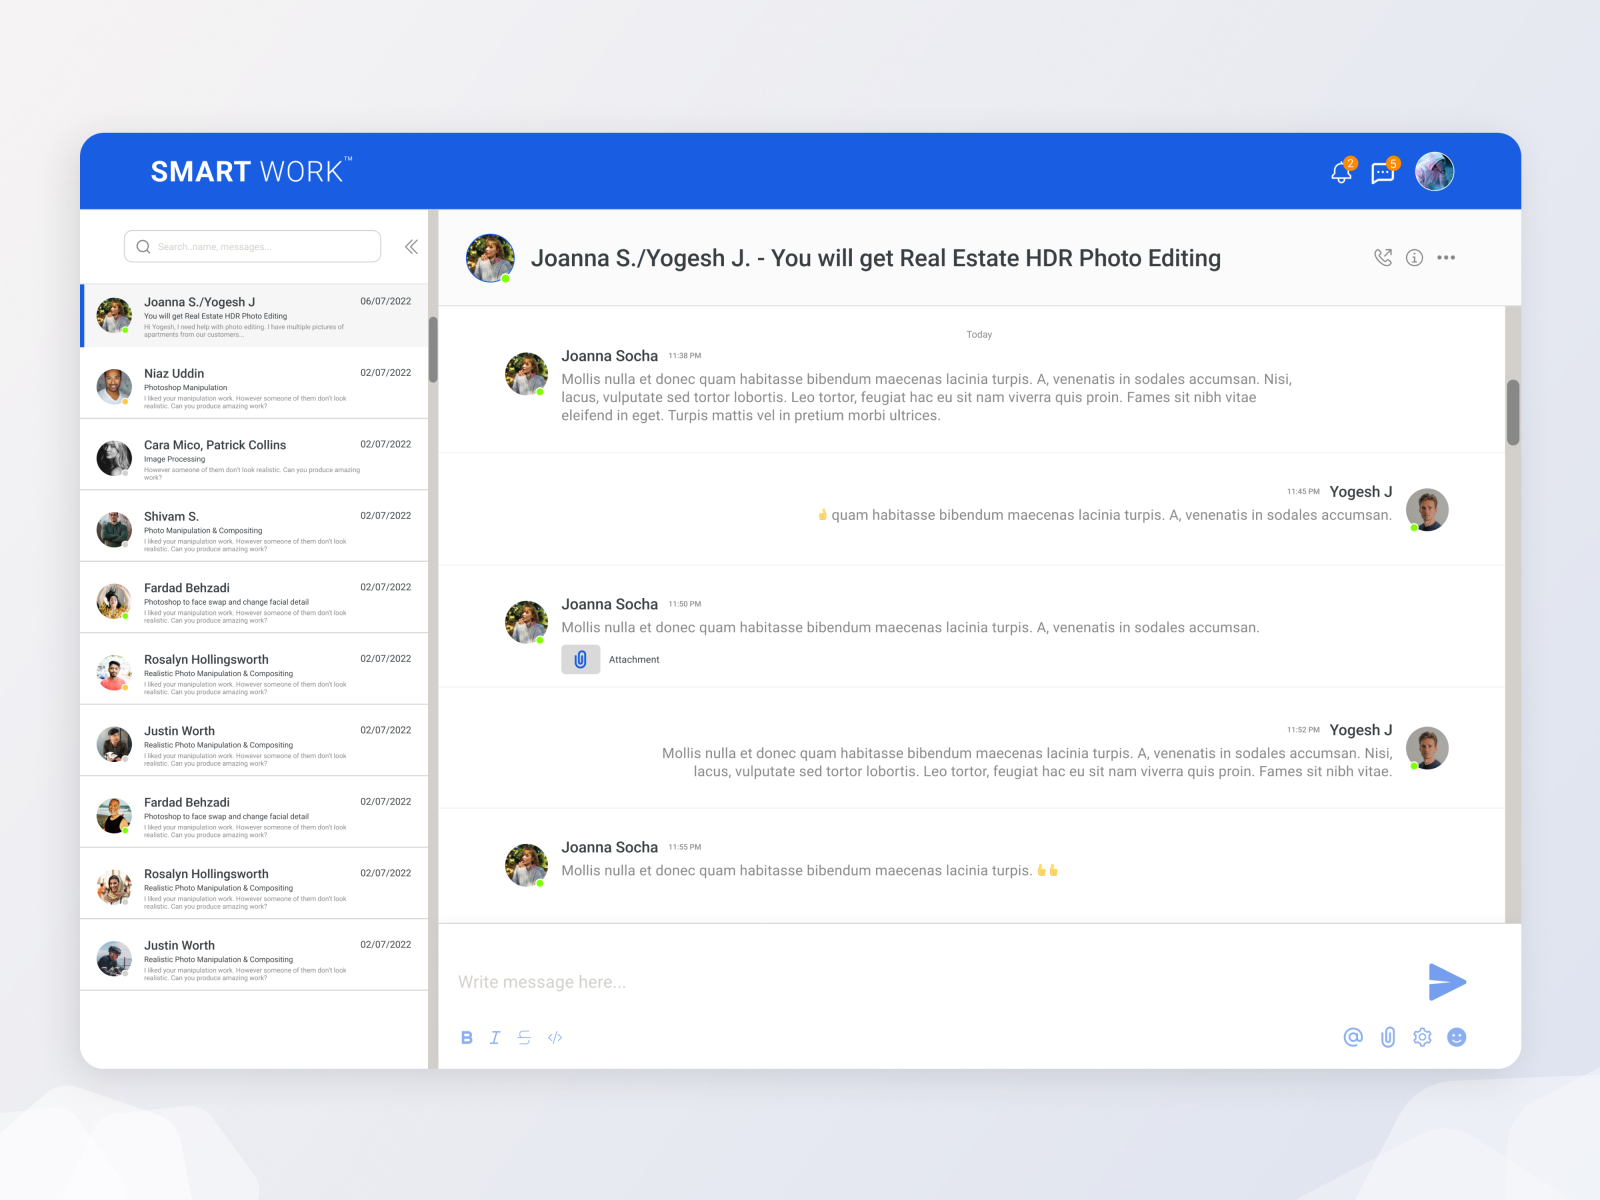 SMART WORK™
2
5
Search..name, messages...
Joanna S./Yogesh J
06/07/2022
You will get Real Estate HDR Photo Editing
Hi Yogesh, I need help with photo editing. I have multiple pictures of
apartments from our customers...
Niaz Uddin
02/07/2022
Photoshop Manipulation
I liked your manipulation work. However someone of them don't look
realistic. Can you produce amazing work?
Cara Mico, Patrick Collins
02/07/2022
Image Processing
However someone of them don't look realistic. Can you produce amazing
work?
Shivam S.
02/07/2022
Photo Manipulation & Compositing
I liked your manipulation work. However someone of them don't look
realistic. Can you produce amazing work?
Fardad Behzadi
02/07/2022
Photoshop to face swap and change facial detail
I liked your manipulation work. However someone of them don't look
realistic. Can you produce amazing work?
Rosalyn Hollingsworth
02/07/2022
Realistic Photo Manipulation & Compositing
I liked your manipulation work. However someone of them don't look
realistic. Can you produce amazing work?
Justin Worth
02/07/2022
Realistic Photo Manipulation & Compositing
I liked your manipulation work. However someone of them don't look
realistic. Can you produce amazing work?
Fardad Behzadi
02/07/2022
Photoshop to face swap and change facial detail
I liked your manipulation work. However someone of them don't look
realistic. Can you produce amazing work?
Rosalyn Hollingsworth
02/07/2022
Realistic Photo Manipulation & Compositing
I liked your manipulation work. However someone of them don't look
realistic. Can you produce amazing work?
Justin Worth
02/07/2022
Realistic Photo Manipulation & Compositing
I liked your manipulation work. However someone of them don't look
realistic. Can you produce amazing work?
Joanna S./Yogesh J. - You will get Real Estate HDR Photo Editing
Today
Joanna Socha 11:38 PM
Mollis nulla et donec quam habitasse bibendum maecenas lacinia turpis. A, venenatis in sodales accumsan. Nisi,
lacus, vulputate sed tortor lobortis. Leo tortor, feugiat hac eu sit nam viverra quis proin. Fames sit nibh vitae
eleifend in eget. Turpis mattis vel in pretium morbi ultrices.
11:45 PM Yogesh J
👍 quam habitasse bibendum maecenas lacinia turpis. A, venenatis in sodales accumsan.
Joanna Socha 11:50 PM
Mollis nulla et donec quam habitasse bibendum maecenas lacinia turpis. A, venenatis in sodales accumsan.
Attachment
11:52 PM Yogesh J
Mollis nulla et donec quam habitasse bibendum maecenas lacinia turpis. A, venenatis in sodales accumsan. Nisi,
lacus, vulputate sed tortor lobortis. Leo tortor, feugiat hac eu sit nam viverra quis proin. Fames sit nibh vitae.
Joanna Socha 11:55 PM
Mollis nulla et donec quam habitasse bibendum maecenas lacinia turpis. 👍👍
Write message here...
B I S </>
@